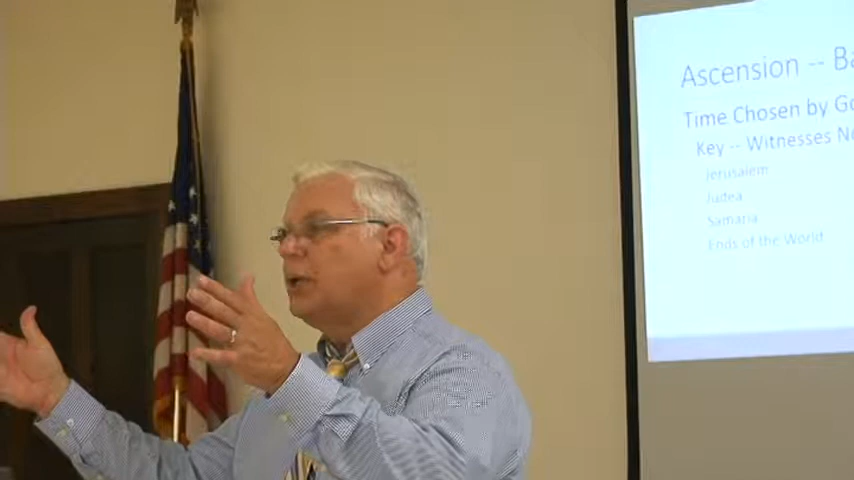 Ascension -- Ba
Time Chosen by Go
Key -- Witnesses No
Jerusalem
Judea
Samaria
Ends of the World